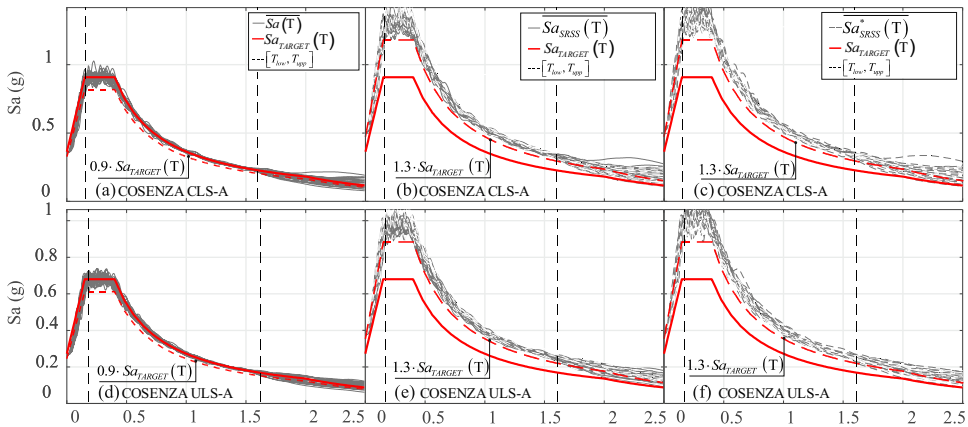 1
0.5
0
Sa (g)
Sa(T)
Sa_TARGET (T)
[T_low, T_upp]
0.9·Sa_TARGET (T)
(a) COSENZA CLS-A
Sa_SRSS (T)
Sa_TARGET (T)
[T_low, T_upp]
1.3·Sa_TARGET (T)
(b) COSENZA CLS-A
Sa*_SRSS (T)
Sa_TARGET (T)
[T_low, T_upp]
1.3·Sa_TARGET (T)
(c) COSENZA CLS-A
1
0.8
0.6
0.4
0.2
0
Sa (g)
0.9·Sa_TARGET (T)
(d) COSENZA ULS-A
1.3·Sa_TARGET (T)
(e) COSENZA ULS-A
1.3·Sa_TARGET (T)
(f) COSENZA ULS-A
0 0.5 1 1.5 2 2.5
0 0.5 1 1.5 2 2.5
0 0.5 1 1.5 2 2.5